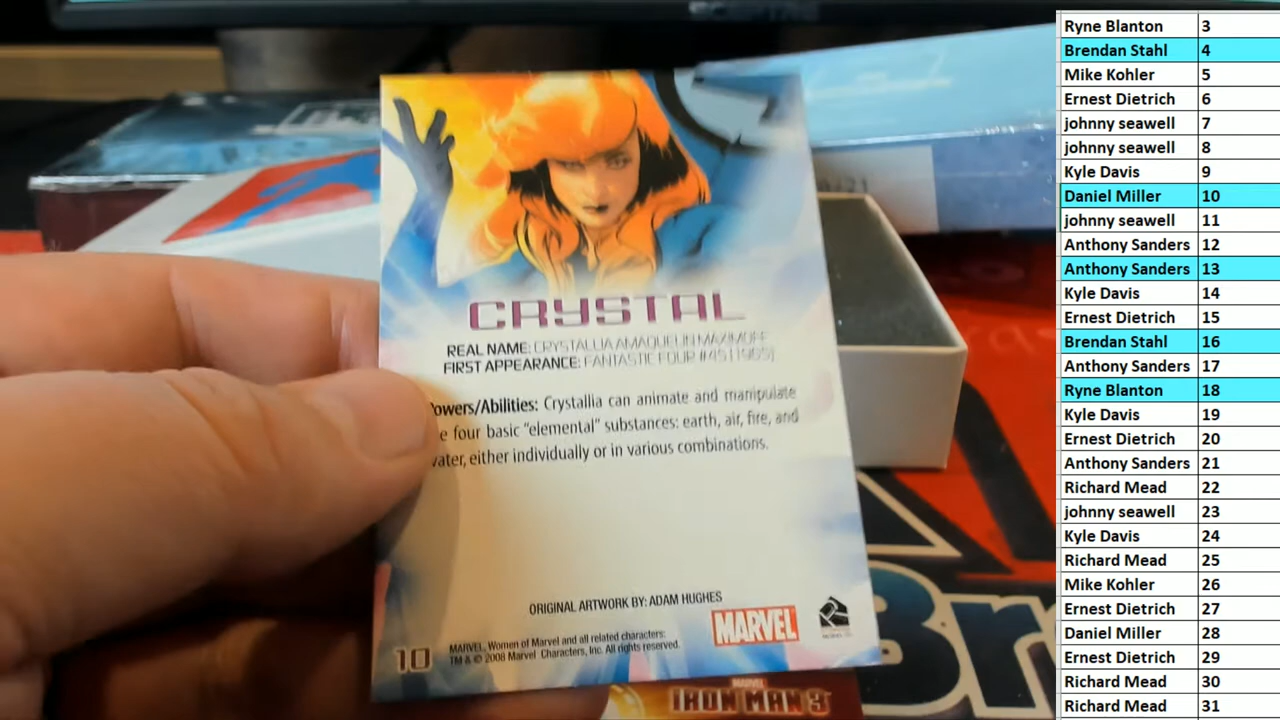 CRYSTAL
REAL NAME: CRYSTALLIA AMAQUELIN MAXIMOFF
FIRST APPEARANCE: FANTASTIC FOUR #45 (1965)
owers/Abilities: Crystallia can animate and manipulate
e four basic “elemental” substances: earth, air, fire, and
ater, either individually or in various combinations.
ORIGINAL ARTWORK BY: ADAM HUGHES
MARVEL
10
MARVEL, Women of Marvel and all related characters:
TM & © 2008 Marvel Characters, Inc. All rights reserved.
MARVEL
IRON MAN 3
Br
Ryne Blanton 3
Brendan Stahl 4
Mike Kohler 5
Ernest Dietrich 6
johnny seawell 7
johnny seawell 8
Kyle Davis 9
Daniel Miller 10
johnny seawell 11
Anthony Sanders 12
Anthony Sanders 13
Kyle Davis 14
Ernest Dietrich 15
Brendan Stahl 16
Anthony Sanders 17
Ryne Blanton 18
Kyle Davis 19
Ernest Dietrich 20
Anthony Sanders 21
Richard Mead 22
johnny seawell 23
Kyle Davis 24
Richard Mead 25
Mike Kohler 26
Ernest Dietrich 27
Daniel Miller 28
Ernest Dietrich 29
Richard Mead 30
Richard Mead 31